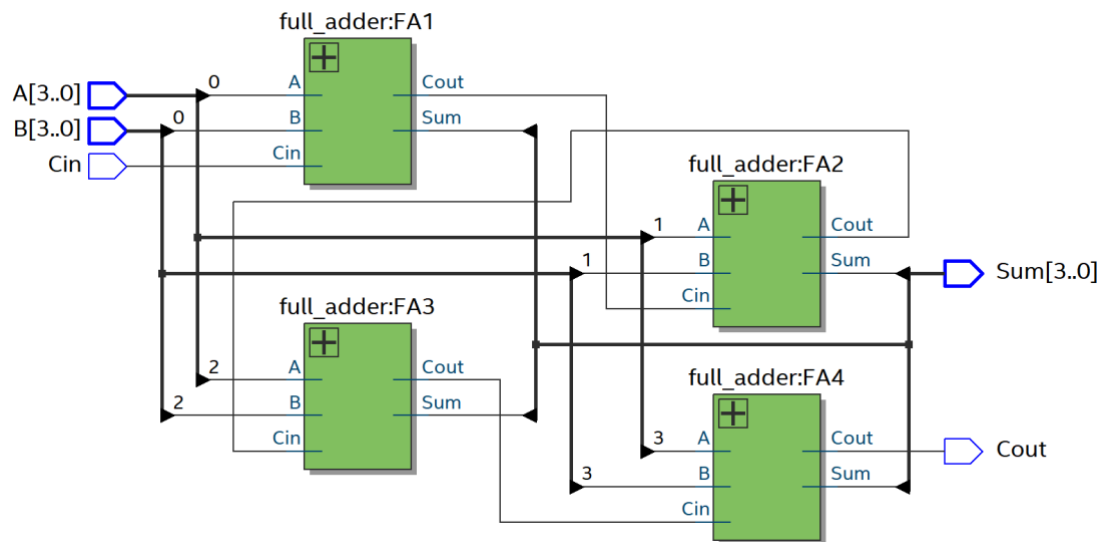 full_adder:FA1
0
A
Cout
A[3..0]
0
B
Sum
B[3..0]
Cin
Cin
full_adder:FA2
1
A
Cout
1
B
Sum
Sum[3..0]
Cin
full_adder:FA3
2
A
Cout
2
B
Sum
Cin
full_adder:FA4
3
A
Cout
Cout
3
B
Sum
Cin